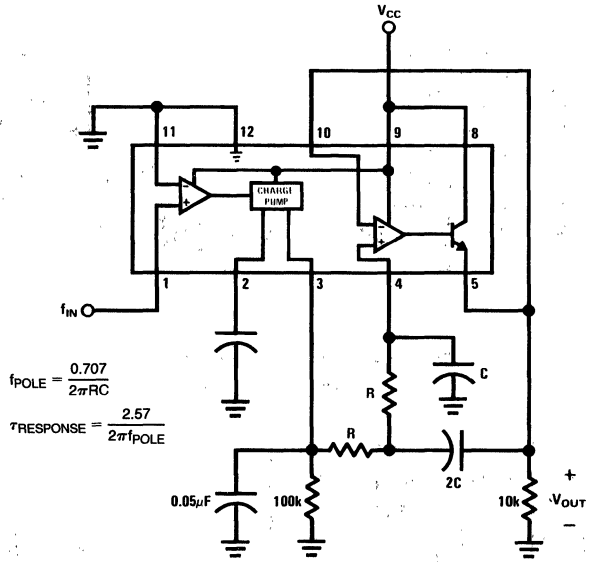 VCC
11
12
10
9
8
CHARGE
PUMP
−
+
−
+
1
2
3
4
5
fIN
fPOLE = 0.707 / 2πRC
τRESPONSE = 2.57 / 2πfPOLE
C
R
R
2C
0.05μF
100k
10k
+
VOUT
−